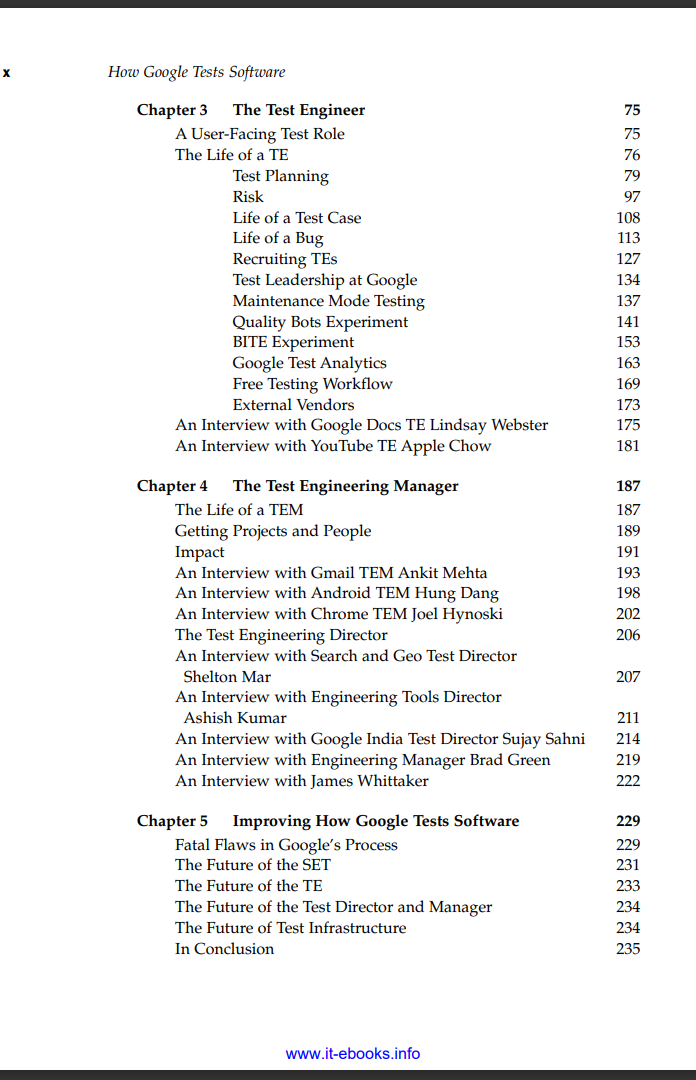 x How Google Tests Software
Chapter 3 The Test Engineer 75
A User-Facing Test Role 75
The Life of a TE 76
Test Planning 79
Risk 97
Life of a Test Case 108
Life of a Bug 113
Recruiting TEs 127
Test Leadership at Google 134
Maintenance Mode Testing 137
Quality Bots Experiment 141
BITE Experiment 153
Google Test Analytics 163
Free Testing Workflow 169
External Vendors 173
An Interview with Google Docs TE Lindsay Webster 175
An Interview with YouTube TE Apple Chow 181
Chapter 4 The Test Engineering Manager 187
The Life of a TEM 187
Getting Projects and People 189
Impact 191
An Interview with Gmail TEM Ankit Mehta 193
An Interview with Android TEM Hung Dang 198
An Interview with Chrome TEM Joel Hynoski 202
The Test Engineering Director 206
An Interview with Search and Geo Test Director
Shelton Mar 207
An Interview with Engineering Tools Director
Ashish Kumar 211
An Interview with Google India Test Director Sujay Sahni 214
An Interview with Engineering Manager Brad Green 219
An Interview with James Whittaker 222
Chapter 5 Improving How Google Tests Software 229
Fatal Flaws in Google’s Process 229
The Future of the SET 231
The Future of the TE 233
The Future of the Test Director and Manager 234
The Future of Test Infrastructure 234
In Conclusion 235
www.it-ebooks.info